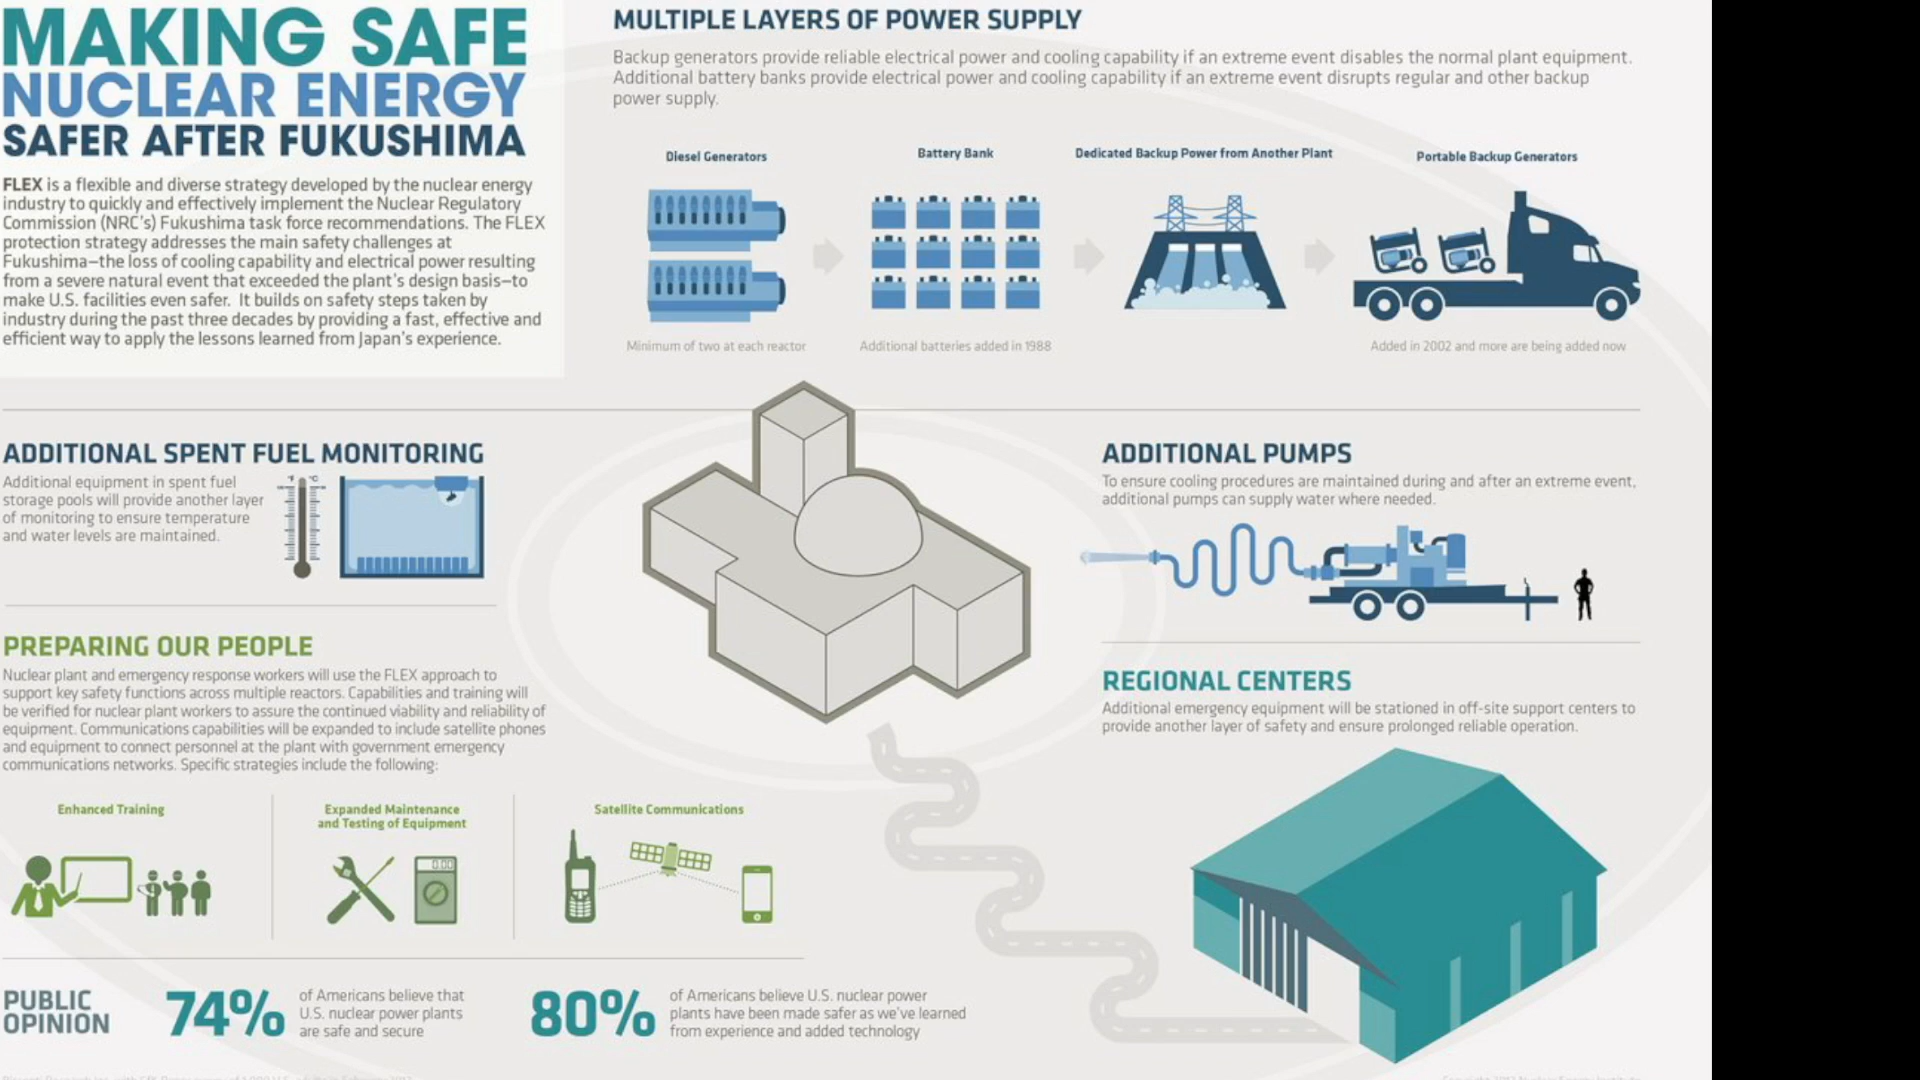 MAKING SAFE
NUCLEAR ENERGY
SAFER AFTER FUKUSHIMA
FLEX is a flexible and diverse strategy developed by the nuclear energy
industry to quickly and effectively implement the Nuclear Regulatory
Commission (NRC's) Fukushima task force recommendations. The FLEX
protection strategy addresses the main safety challenges at
Fukushima—the loss of cooling capability and electrical power resulting
from a severe natural event that exceeded the plant's design basis—to
make U.S. facilities even safer. It builds on safety steps taken by
industry during the past three decades by providing a fast, effective and
efficient way to apply the lessons learned from Japan's experience.
MULTIPLE LAYERS OF POWER SUPPLY
Backup generators provide reliable electrical power and cooling capability if an extreme event disables the normal plant equipment.
Additional battery banks provide electrical power and cooling capability if an extreme event disrupts regular and other backup
power supply.
Diesel Generators
Battery Bank
Dedicated Backup Power from Another Plant
Portable Backup Generators
Minimum of two at each reactor
Additional batteries added in 1988
Added in 2002 and more are being added now
ADDITIONAL SPENT FUEL MONITORING
Additional equipment in spent fuel
storage pools will provide another layer
of monitoring to ensure temperature
and water levels are maintained.
°F °C
ADDITIONAL PUMPS
To ensure cooling procedures are maintained during and after an extreme event,
additional pumps can supply water where needed.
PREPARING OUR PEOPLE
Nuclear plant and emergency response workers will use the FLEX approach to
support key safety functions across multiple reactors. Capabilities and training will
be verified for nuclear plant workers to assure the continued viability and reliability of
equipment. Communications capabilities will be expanded to include satellite phones
and equipment to connect personnel at the plant with government emergency
communications networks. Specific strategies include the following:
Enhanced Training
Expanded Maintenance
and Testing of Equipment
0.00
Satellite Communications
REGIONAL CENTERS
Additional emergency equipment will be stationed in off-site support centers to
provide another layer of safety and ensure prolonged reliable operation.
PUBLIC
OPINION
74%
of Americans believe that
U.S. nuclear power plants
are safe and secure
80%
of Americans believe U.S. nuclear power
plants have been made safer as we've learned
from experience and added technology